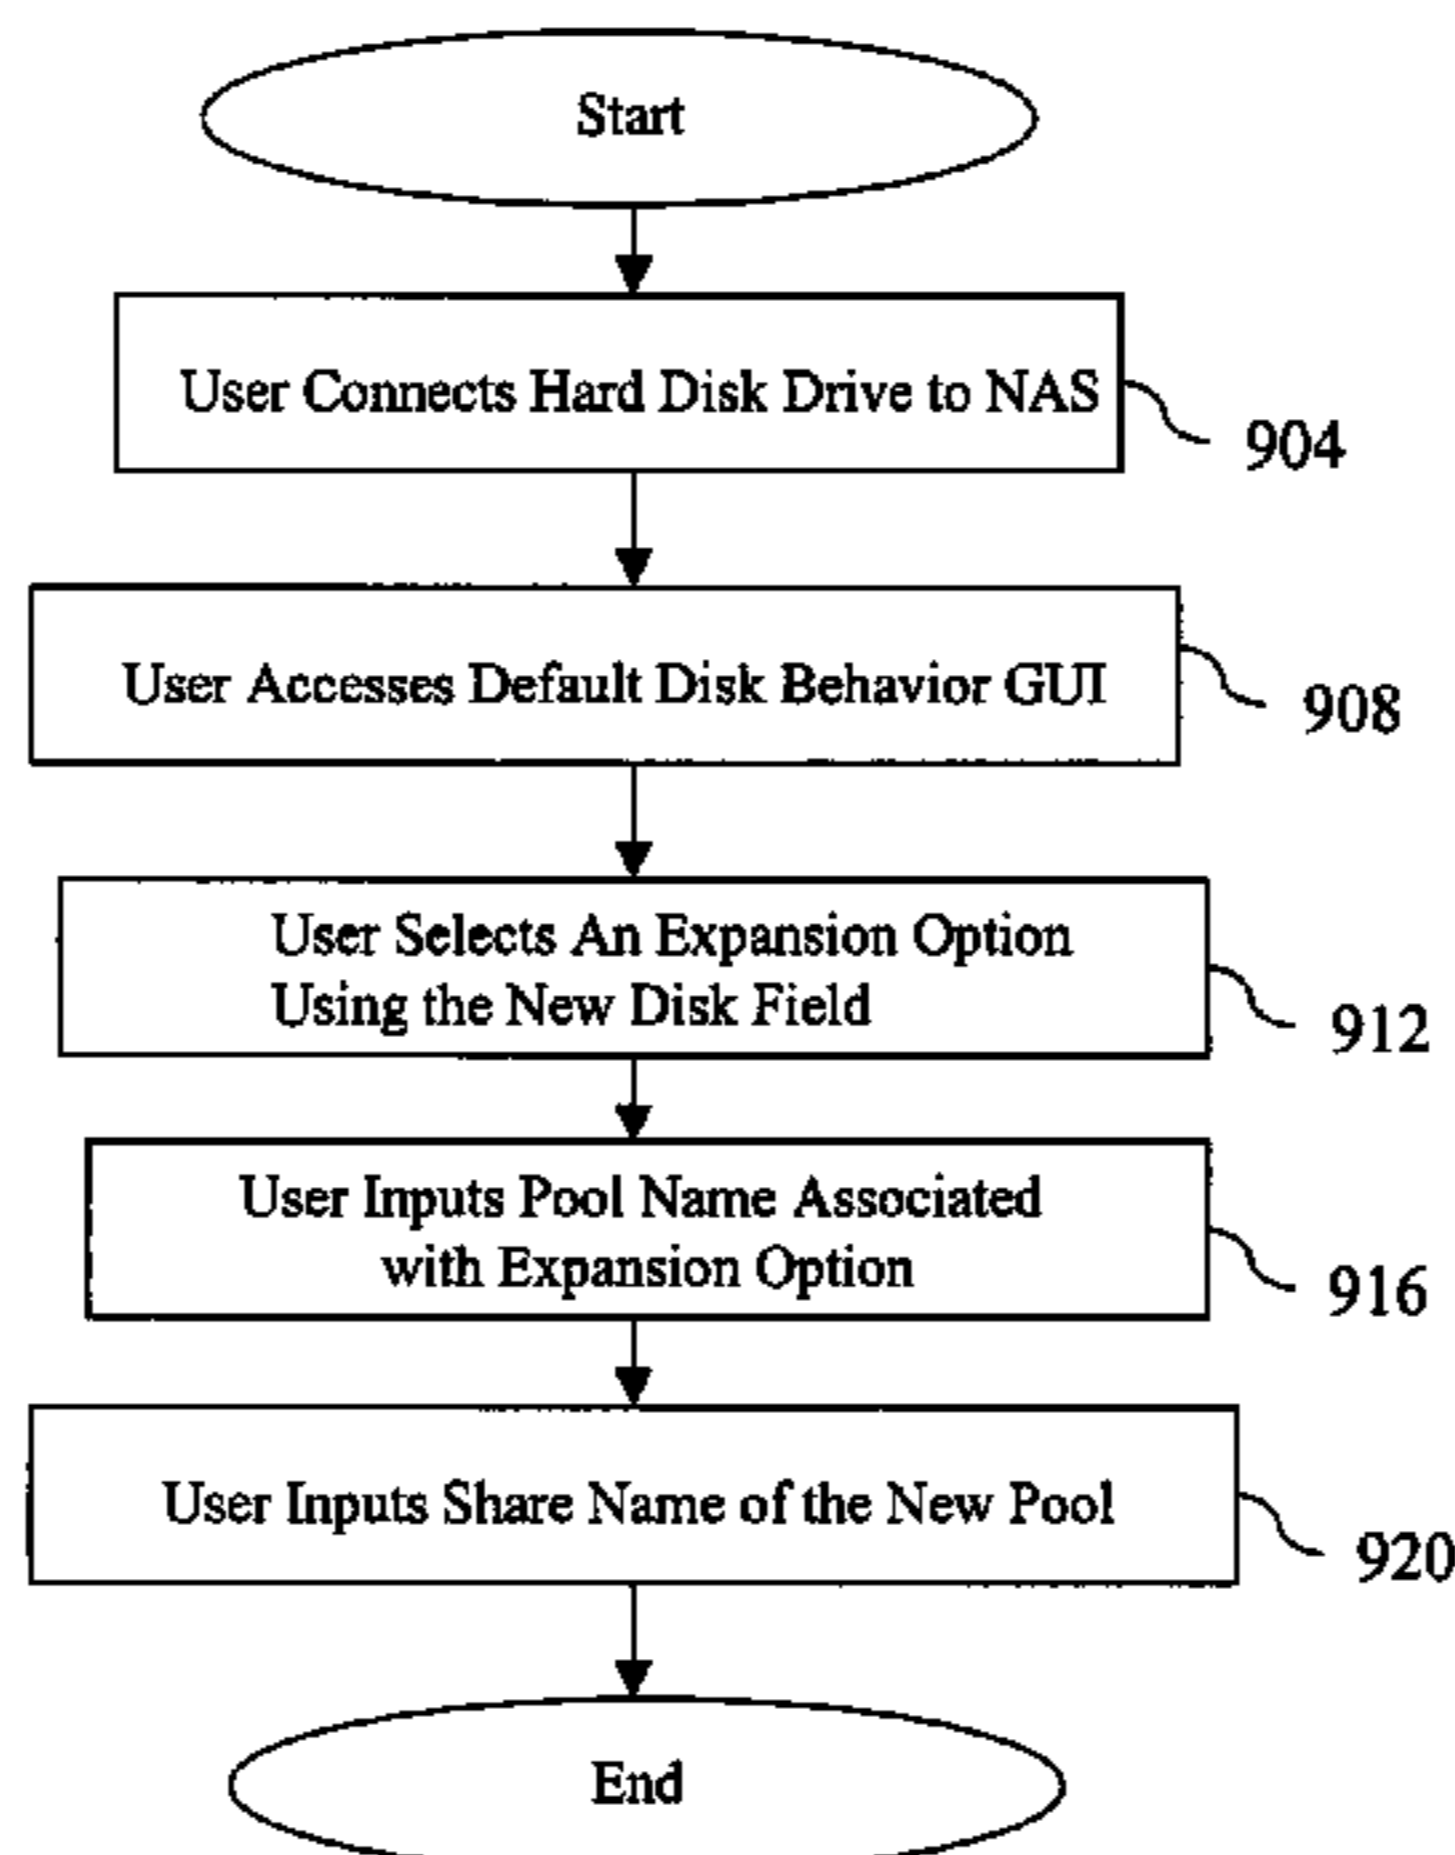 Start
User Connects Hard Disk Drive to NAS
904
User Accesses Default Disk Behavior GUI
908
User Selects An Expansion Option
Using the New Disk Field
912
User Inputs Pool Name Associated
with Expansion Option
916
User Inputs Share Name of the New Pool
920
End